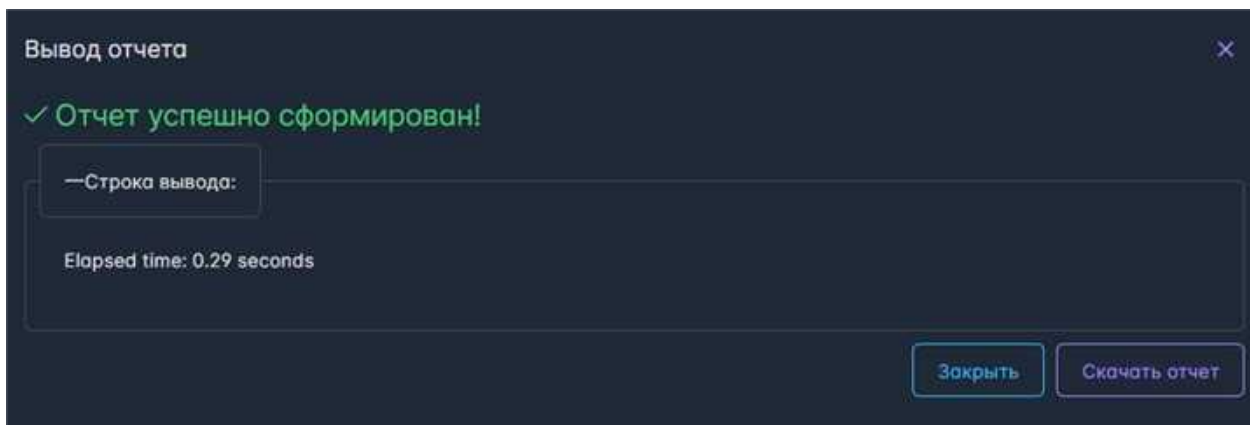 Вывод отчета
Отчет успешно сформирован!
—Строка вывода:
Elapsed time: 0.29 seconds
Закрыть
Скачать отчет